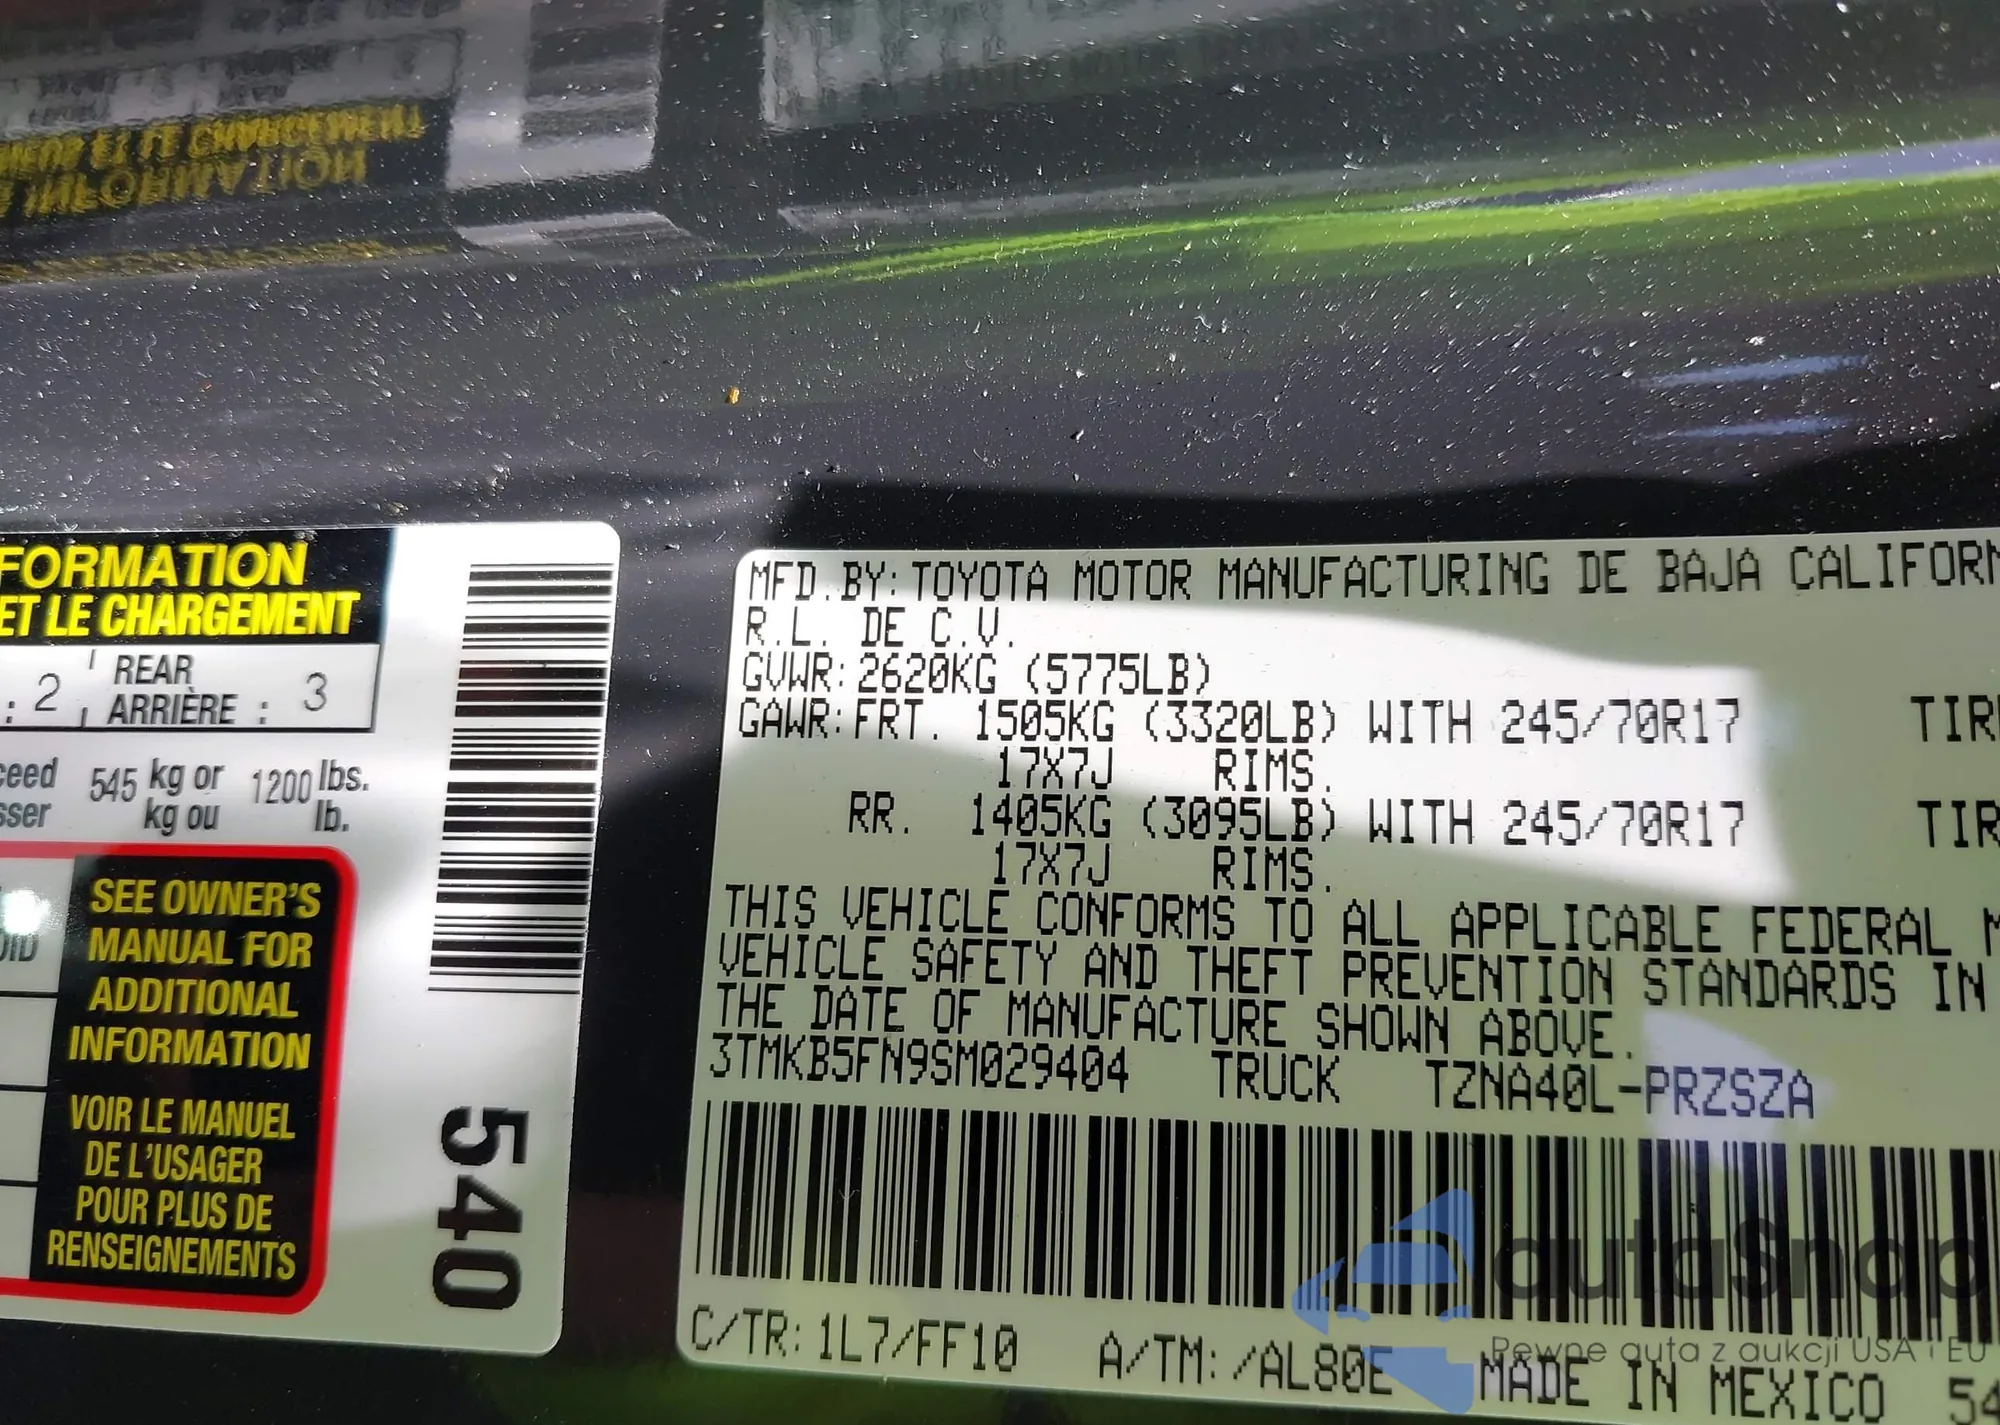 FORMATION
ET LE CHARGEMENT
: 2 REAR
ARRIÈRE : 3
545 kg or 1200 lbs.
kg ou lb.
SEE OWNER'S
MANUAL FOR
ADDITIONAL
INFORMATION
VOIR LE MANUEL
DE L'USAGER
POUR PLUS DE
RENSEIGNEMENTS
540
MFD.BY:TOYOTA MOTOR MANUFACTURING DE BAJA CALIFORN
R.L. DE C.V.
GVWR:2620KG (5775LB)
GAWR:FRT. 1505KG (3320LB) WITH 245/70R17 TIR
17X7J RIMS.
RR. 1405KG (3095LB) WITH 245/70R17 TIR
17X7J RIMS.
THIS VEHICLE CONFORMS TO ALL APPLICABLE FEDERAL M
VEHICLE SAFETY AND THEFT PREVENTION STANDARDS IN
THE DATE OF MANUFACTURE SHOWN ABOVE.
3TMKB5FN9SM029404 TRUCK TZNA40L-PRZSZA
C/TR:1L7/FF10 A/TM:/AL80E MADE IN MEXICO 54
autaSnap
Pewne auta z aukcji USA i EU